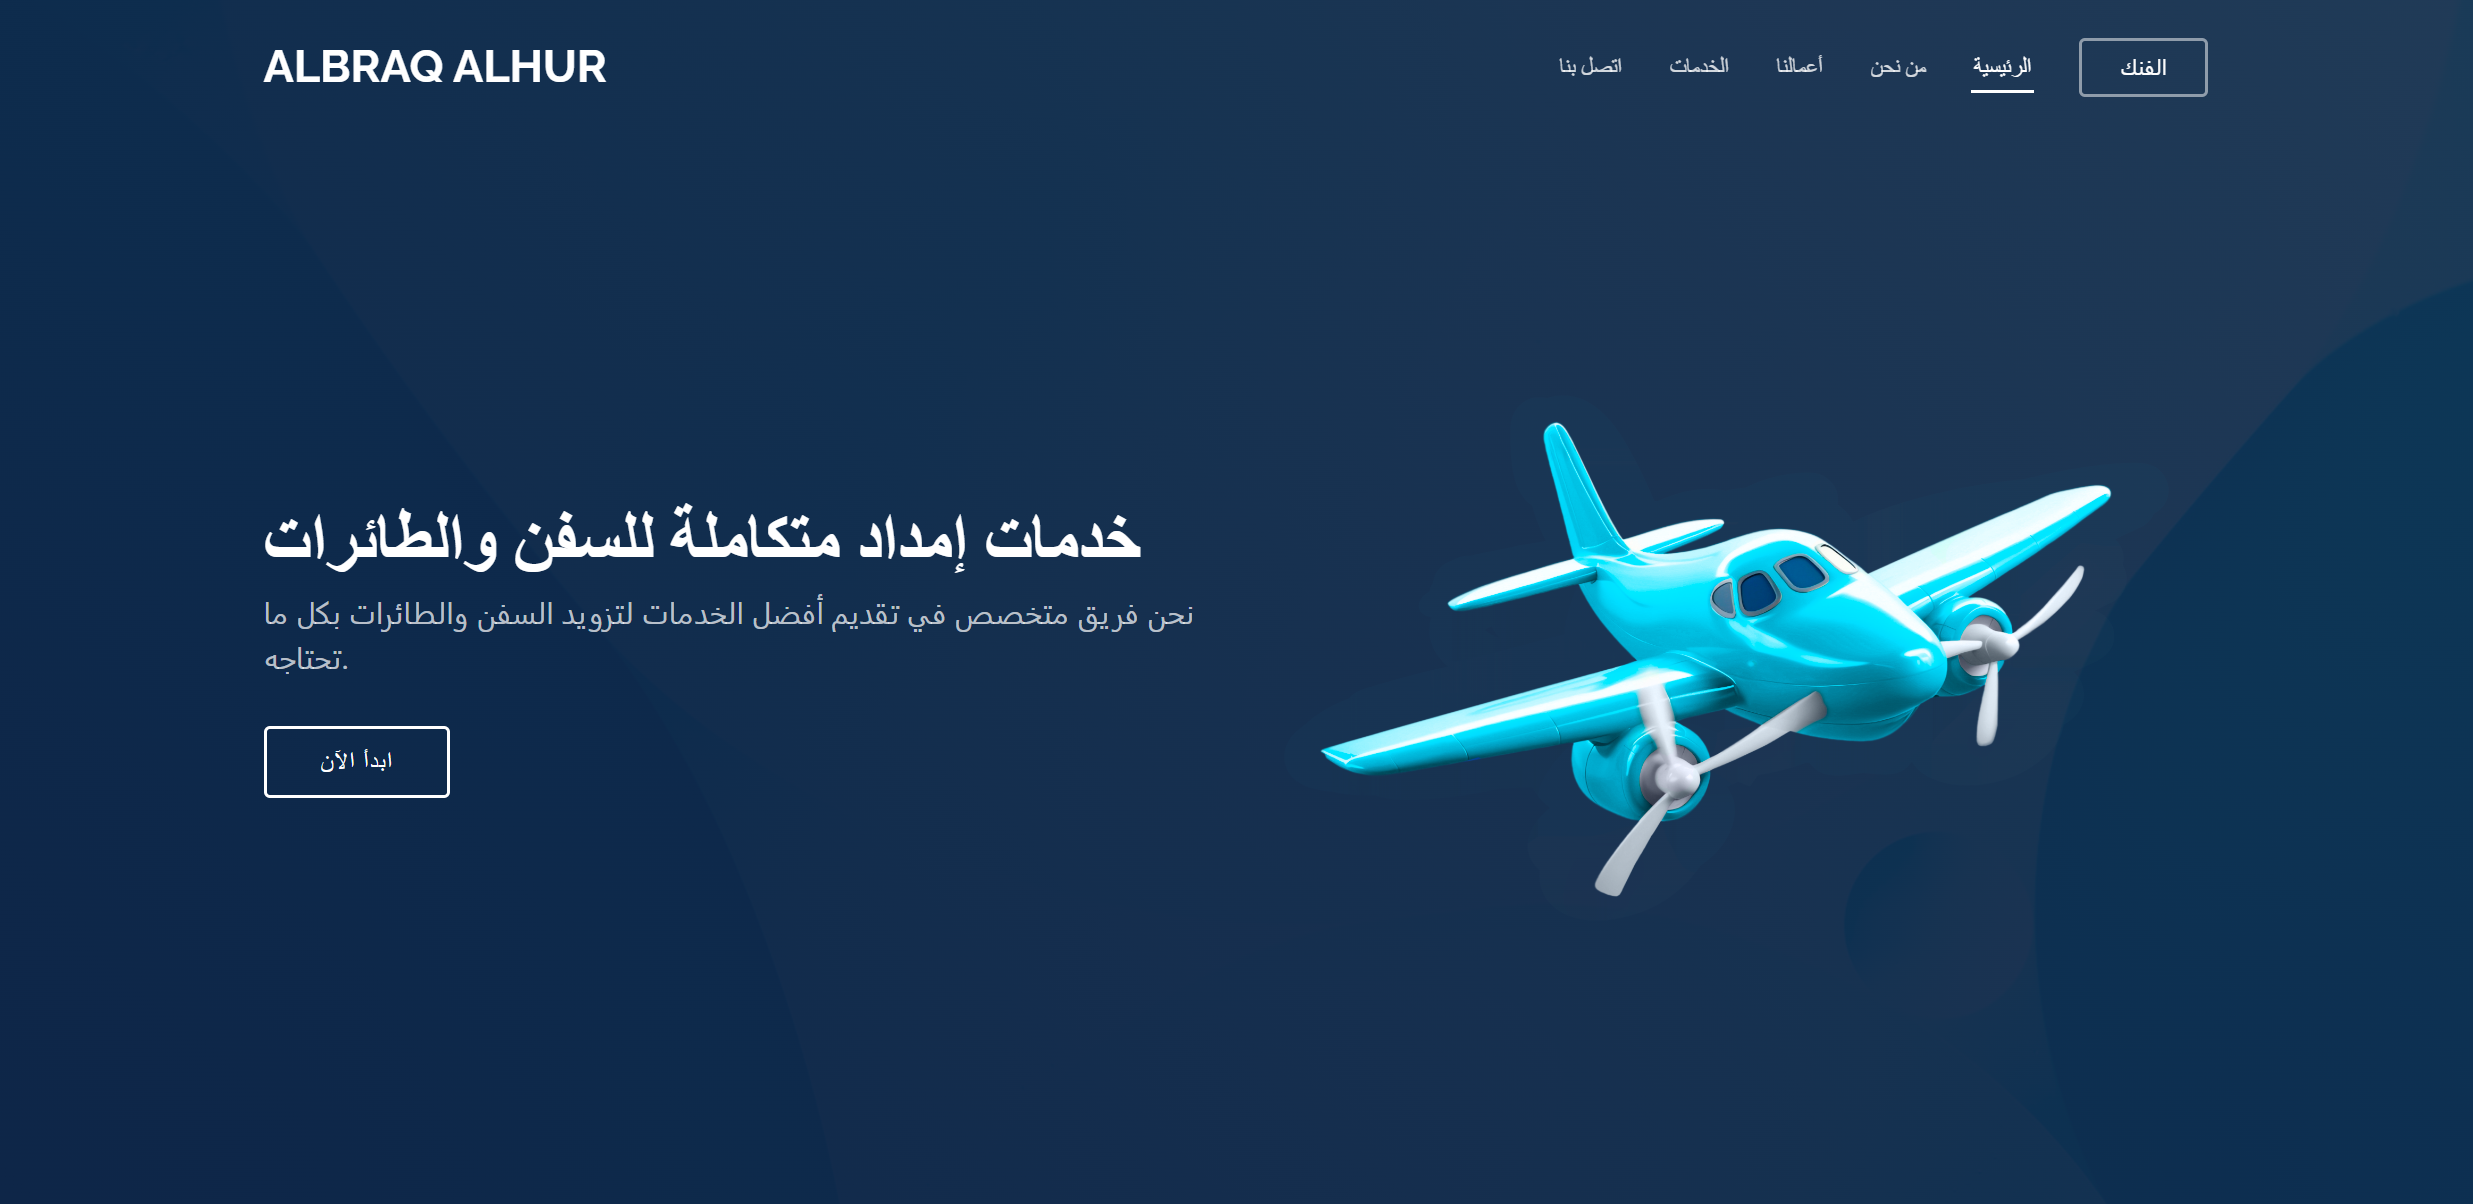 ALBRAQ ALHUR
الفنك
الرئيسية
من نحن
أعمالنا
الخدمات
اتصل بنا
خدمات إمداد متكاملة للسفن والطائرات
نحن فريق متخصص في تقديم أفضل الخدمات لتزويد السفن والطائرات بكل ما
تحتاجه.
ابدأ الآن